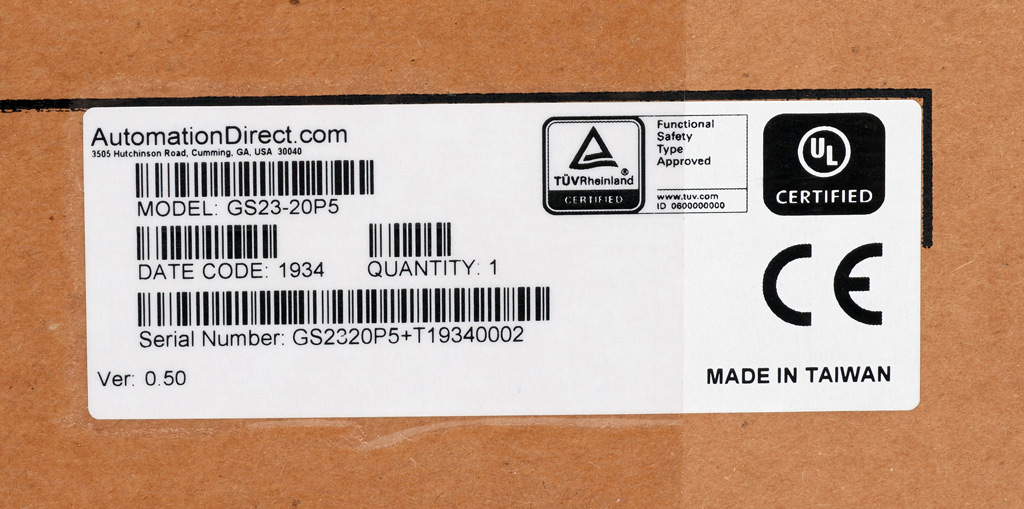 AutomationDirect.com
3505 Hutchinson Road, Cumming, GA, USA 30040
MODEL: GS23-20P5
DATE CODE: 1934
QUANTITY: 1
Serial Number: GS2320P5+T19340002
Ver: 0.50
TÜVRheinland®
CERTIFIED
Functional
Safety
Type
Approved
www.tuv.com
ID 0600000000
UL
CERTIFIED
CE
MADE IN TAIWAN